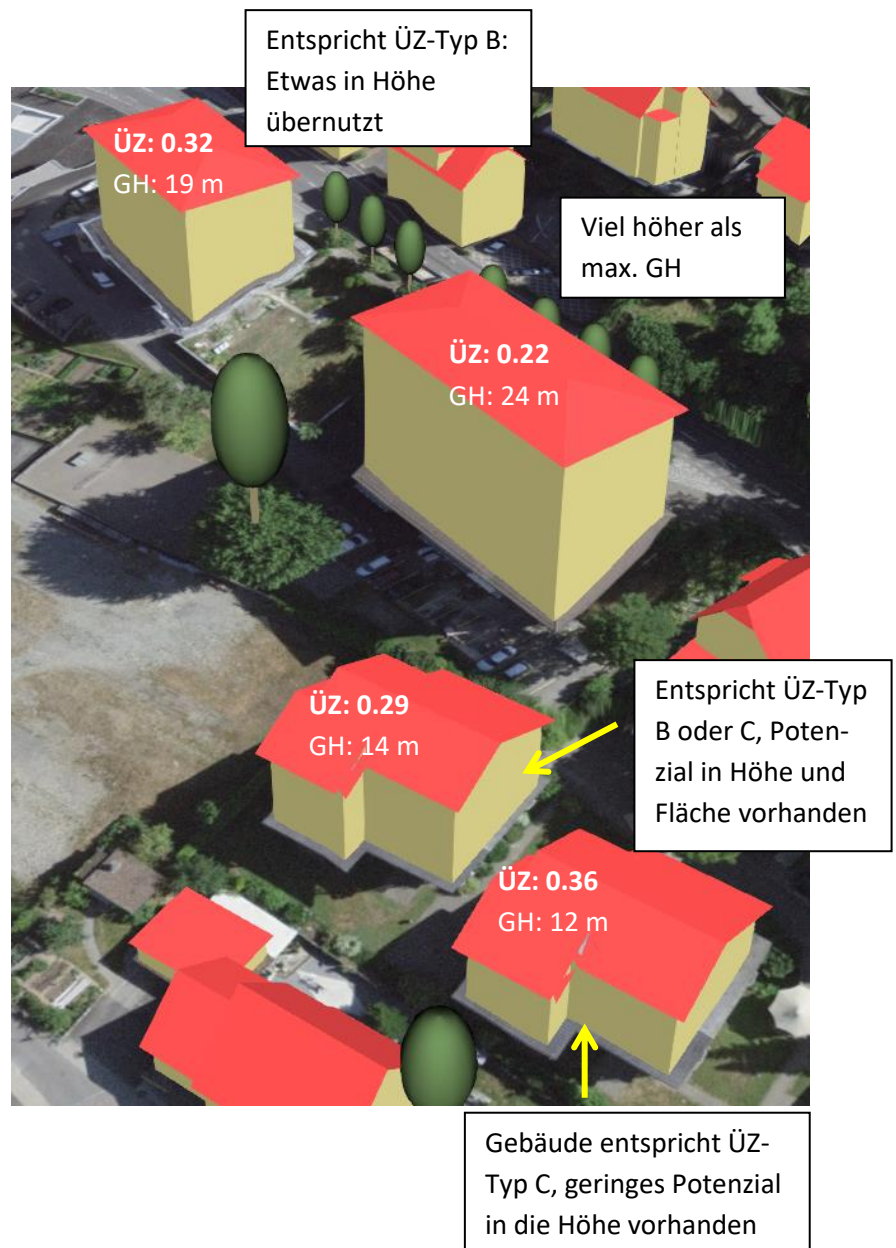 Entspricht ÜZ-Typ B:
Etwas in Höhe
übernutzt
ÜZ: 0.32
GH: 19 m
Viel höher als
max. GH
ÜZ: 0.22
GH: 24 m
ÜZ: 0.29
GH: 14 m
Entspricht ÜZ-Typ
B oder C, Poten-
zial in Höhe und
Fläche vorhanden
ÜZ: 0.36
GH: 12 m
Gebäude entspricht ÜZ-
Typ C, geringes Potenzial
in die Höhe vorhanden